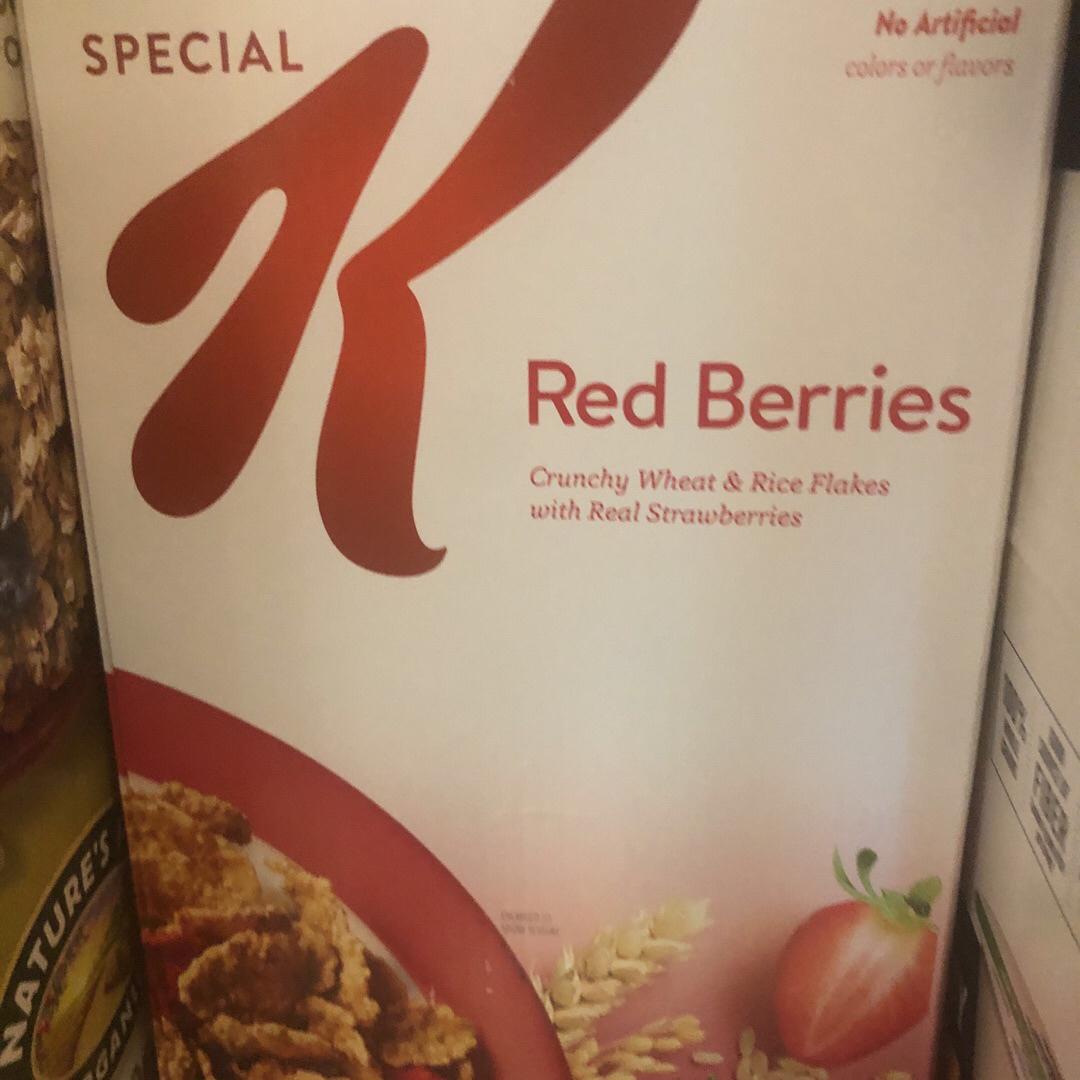 SPECIAL
K
No Artificial
colors or flavors
Red Berries
Crunchy Wheat & Rice Flakes
with Real Strawberries
NATURE'S